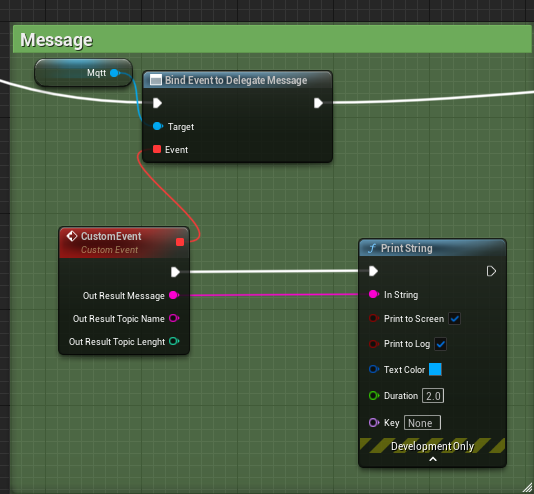 Message
Mqtt
Bind Event to Delegate Message
Target
Event
CustomEvent
Custom Event
Out Result Message
Out Result Topic Name
Out Result Topic Lenght
f Print String
In String
Print to Screen
Print to Log
Text Color
Duration 2.0
Key None
Development Only